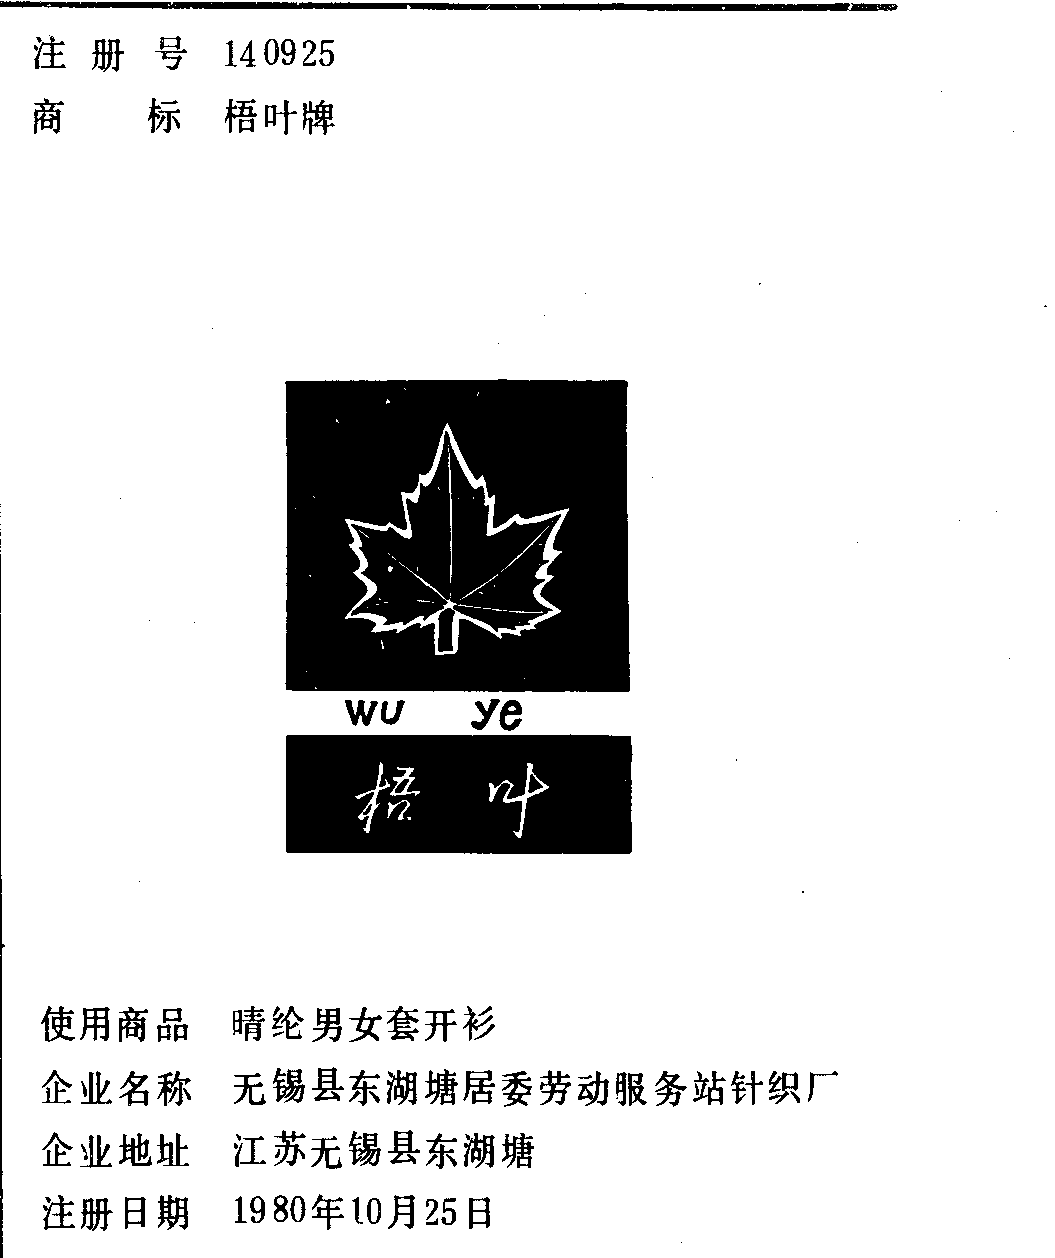 注册号 140925
商标 梧叶牌
wu ye
梧叶
使用商品 晴纶男女套开衫
企业名称 无锡县东湖塘居委劳动服务站针织厂
企业地址 江苏无锡县东湖塘
注册日期 1980年10月25日